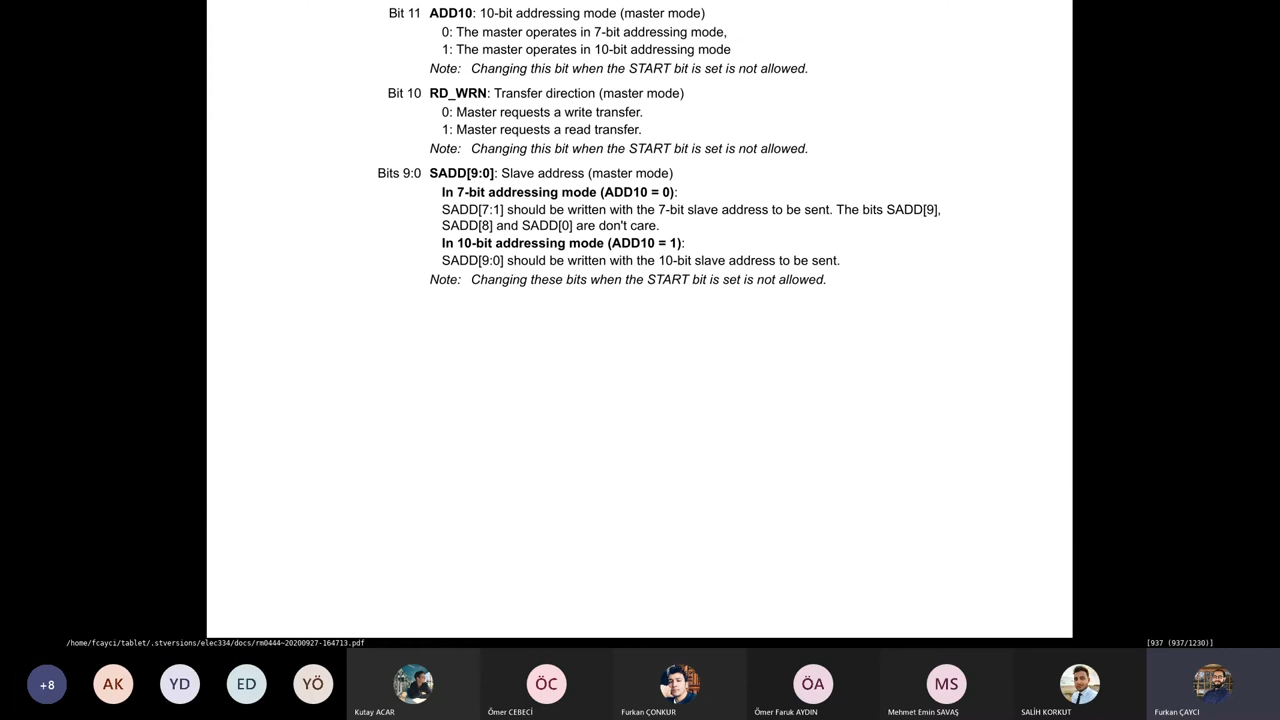 Bit 11 ADD10: 10-bit addressing mode (master mode)
0: The master operates in 7-bit addressing mode,
1: The master operates in 10-bit addressing mode
Note: Changing this bit when the START bit is set is not allowed.
Bit 10 RD_WRN: Transfer direction (master mode)
0: Master requests a write transfer.
1: Master requests a read transfer.
Note: Changing this bit when the START bit is set is not allowed.
Bits 9:0 SADD[9:0]: Slave address (master mode)
In 7-bit addressing mode (ADD10 = 0):
SADD[7:1] should be written with the 7-bit slave address to be sent. The bits SADD[9],
SADD[8] and SADD[0] are don't care.
In 10-bit addressing mode (ADD10 = 1):
SADD[9:0] should be written with the 10-bit slave address to be sent.
Note: Changing these bits when the START bit is set is not allowed.
/home/fcayci/tablet/.stversions/elec334/docs/rm0444~20200927-164713.pdf [937 (937/1230)]
+8 AK YD ED YÖ ÖC ÖA MS
Kutay ACAR Ömer CEBECİ Furkan ÇONKUR Ömer Faruk AYDIN Mehmet Emin SAVAŞ SALİH KORKUT Furkan ÇAYCI